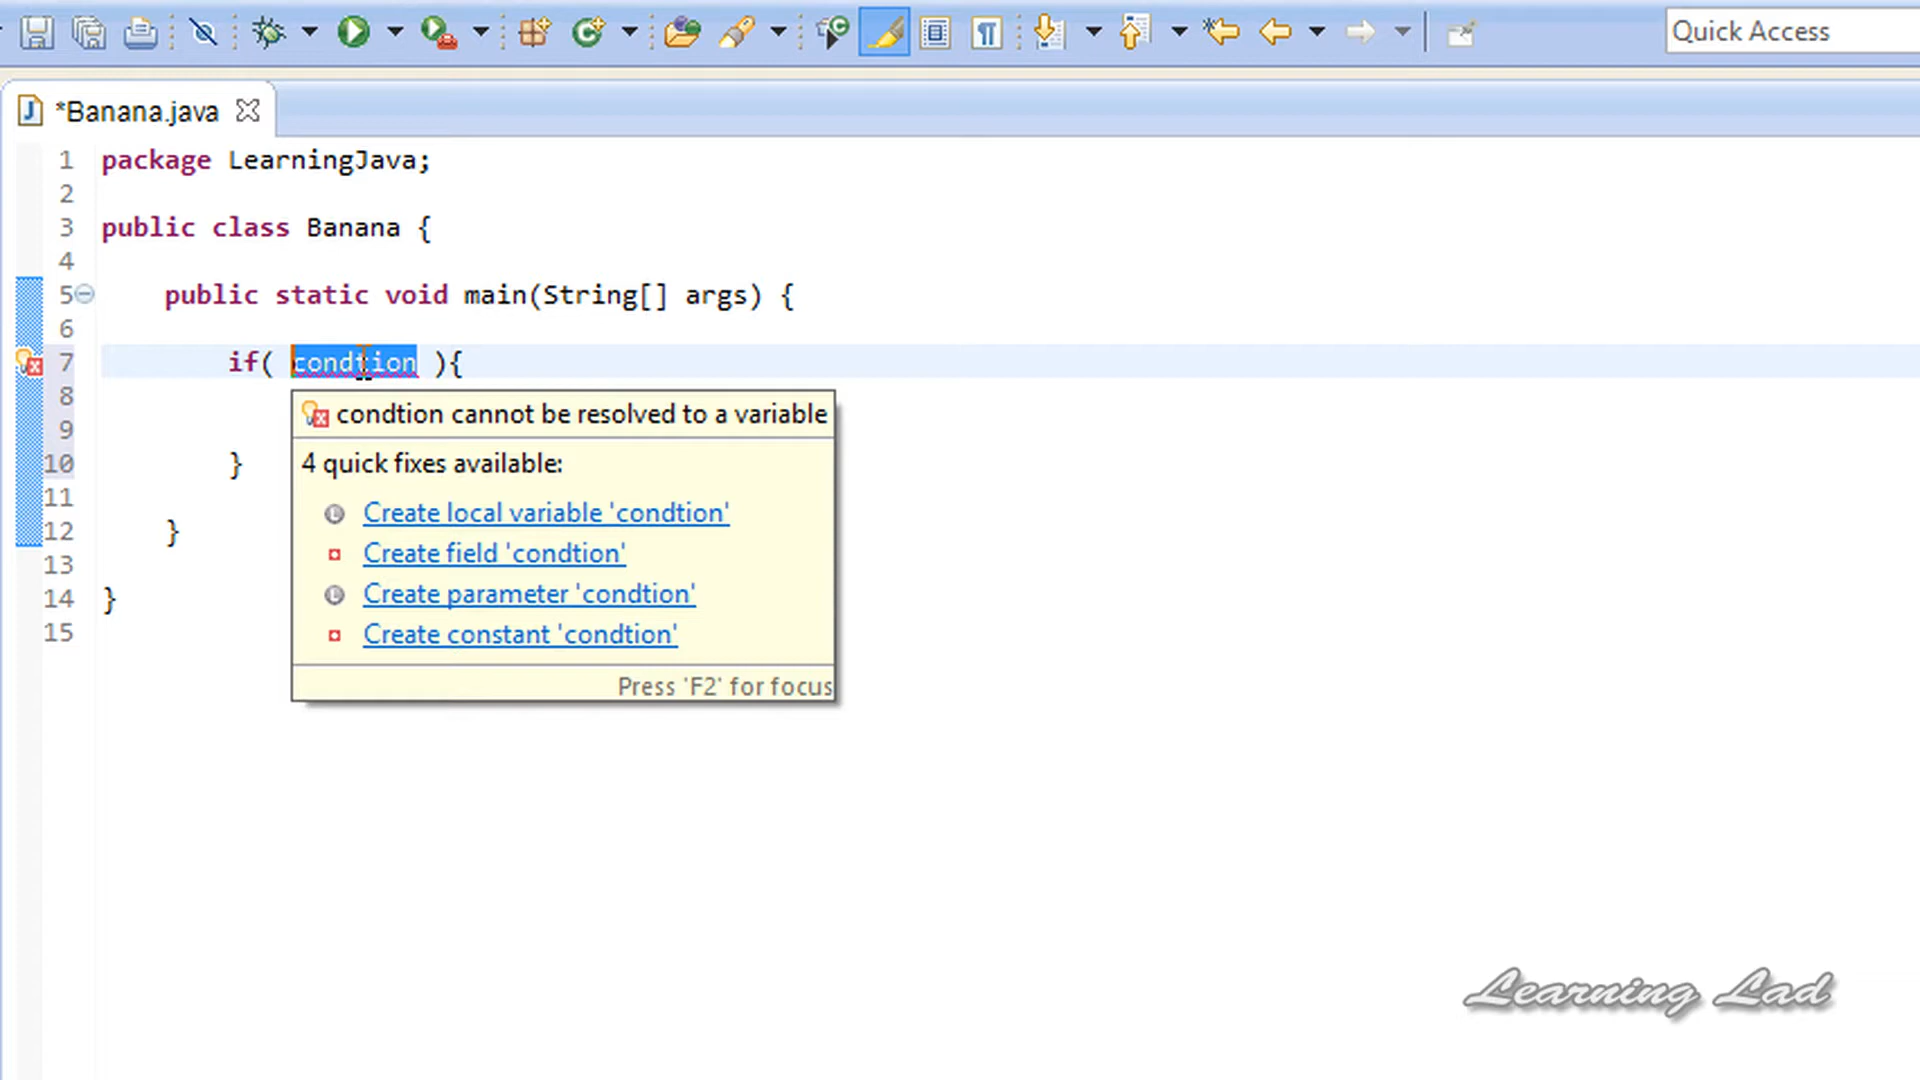 Quick Access
*Banana.java
1 package LearningJava;
2
3 public class Banana {
4
5 public static void main(String[] args) {
6
7 if( condtion ){
8
condtion cannot be resolved to a variable
9
4 quick fixes available:
10 }
Create local variable 'condtion'
11
12 }
Create field 'condtion'
13
Create parameter 'condtion'
14 }
Create constant 'condtion'
15
Press 'F2' for focus
Learning Lad